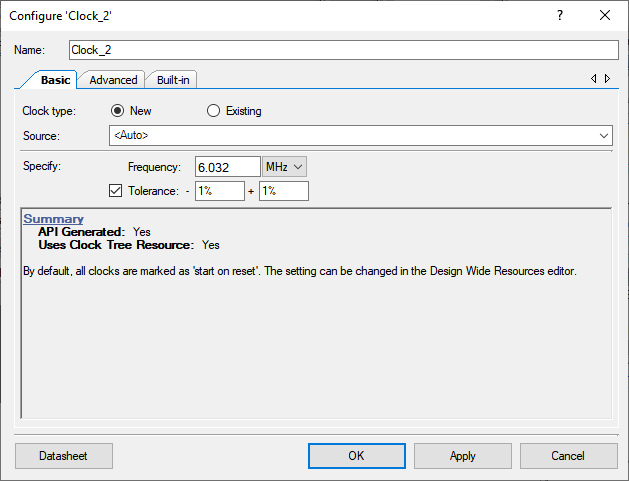 Configure 'Clock_2'
Name: Clock_2
Basic Advanced Built-in
Clock type: New Existing
Source: <Auto>
Specify: Frequency: 6.032 MHz
Tolerance: - 1% + 1%
Summary
API Generated: Yes
Uses Clock Tree Resource: Yes
By default, all clocks are marked as 'start on reset'. The setting can be changed in the Design Wide Resources editor.
Datasheet OK Apply Cancel